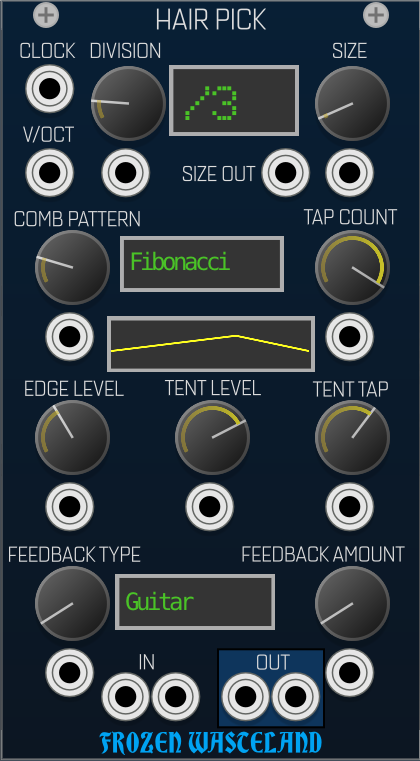 HAIR PICK
CLOCK DIVISION SIZE
/3
V/OCT
SIZE OUT
COMB PATTERN TAP COUNT
Fibonacci
EDGE LEVEL TENT LEVEL TENT TAP
FEEDBACK TYPE FEEDBACK AMOUNT
Guitar
IN OUT
FROZEN WASTELAND